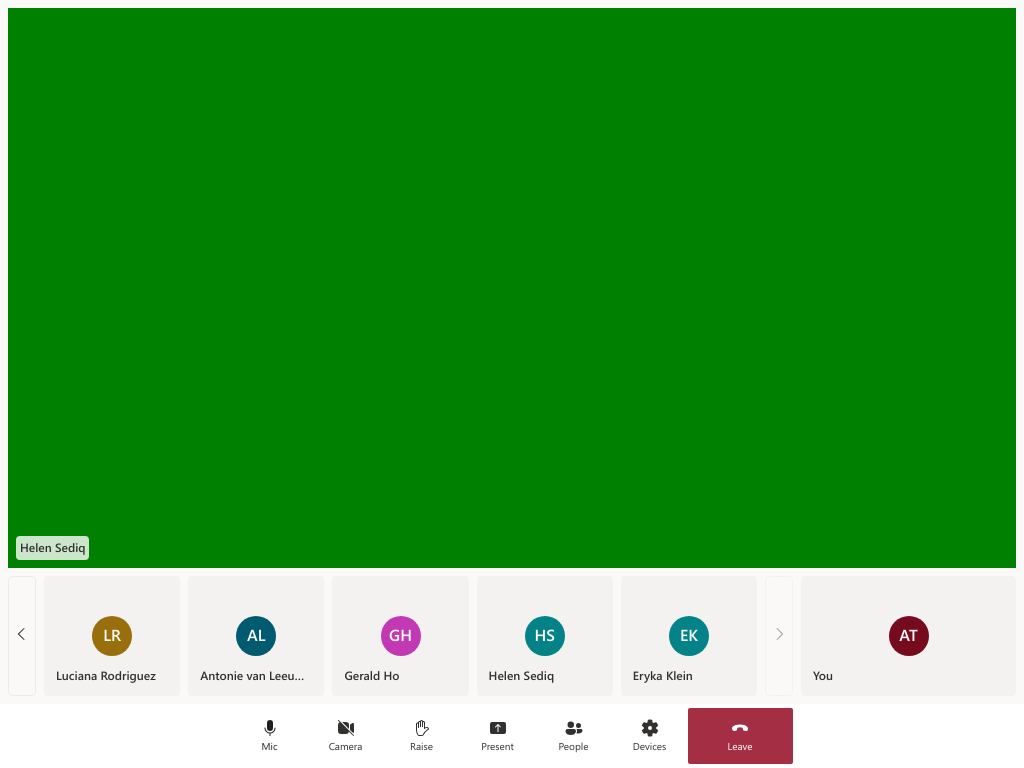 Helen Sediq
LR
AL
GH
HS
EK
AT
Luciana Rodriguez
Antonie van Leeu...
Gerald Ho
Helen Sediq
Eryka Klein
You
Mic
Camera
Raise
Present
People
Devices
Leave